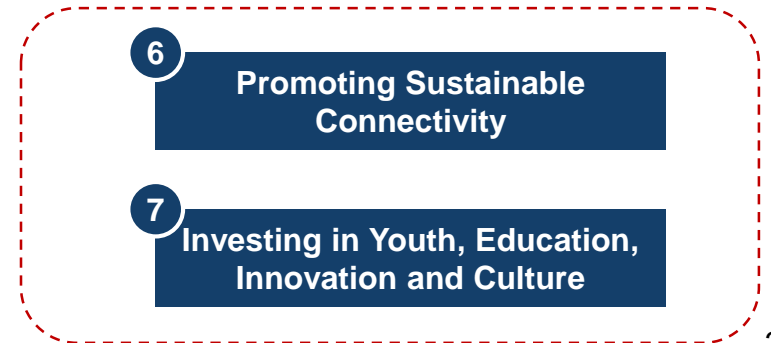 6
Promoting Sustainable
Connectivity
7
Investing in Youth, Education,
Innovation and Culture